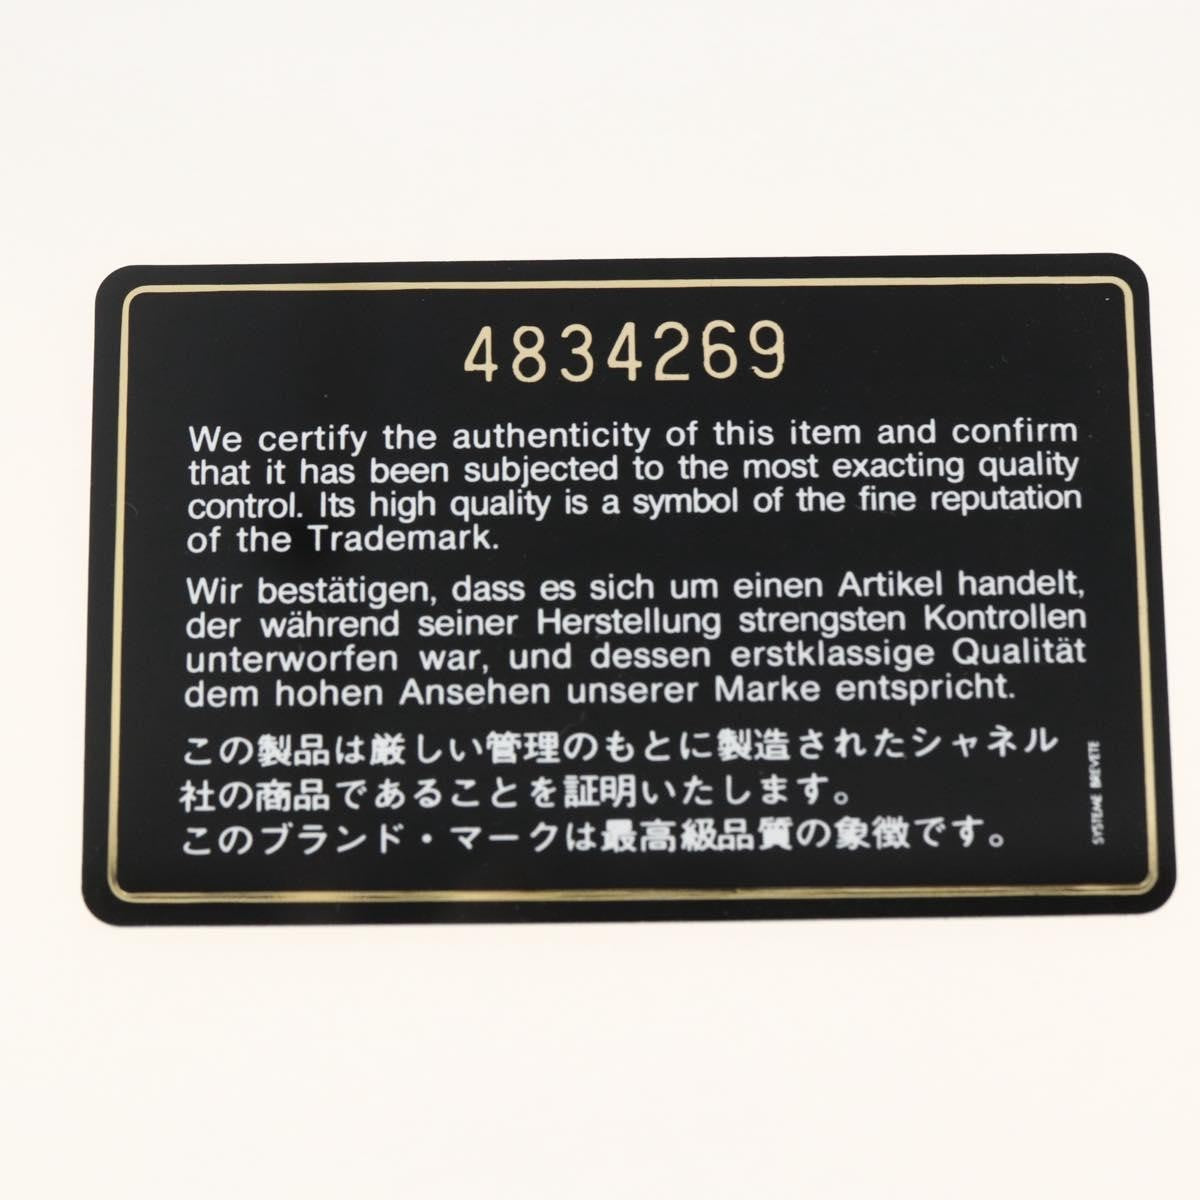 4834269
We certify the authenticity of this item and confirm
that it has been subjected to the most exacting quality
control. Its high quality is a symbol of the fine reputation
of the Trademark.
Wir bestätigen, dass es sich um einen Artikel handelt,
der während seiner Herstellung strengsten Kontrollen
unterworfen war, und dessen erstklassige Qualität
dem hohen Ansehen unserer Marke entspricht.
この製品は厳しい管理のもとに製造されたシャネル
社の商品であることを証明いたします。
このブランド・マークは最高級品質の象徴です。
SYSTEME BREVETE